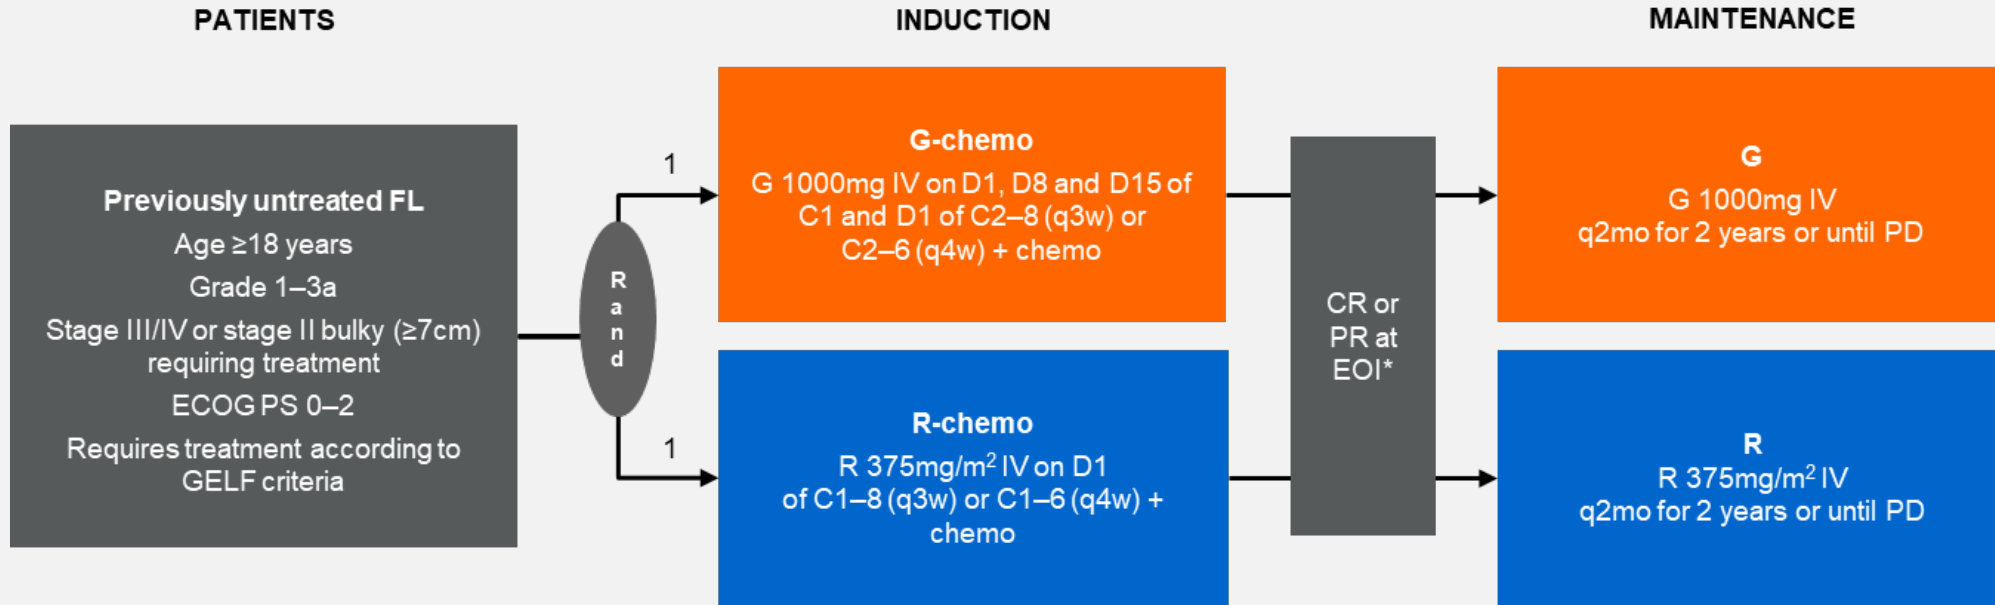 PATIENTS
INDUCTION
MAINTENANCE
Previously untreated FL
Age ≥18 years
Grade 1–3a
Stage III/IV or stage II bulky (≥7cm)
requiring treatment
ECOG PS 0–2
Requires treatment according to
GELF criteria
Rand
1
1
G-chemo
G 1000mg IV on D1, D8 and D15 of
C1 and D1 of C2–8 (q3w) or
C2–6 (q4w) + chemo
R-chemo
R 375mg/m² IV on D1
of C1–8 (q3w) or C1–6 (q4w) +
chemo
CR or
PR at
EOI*
G
G 1000mg IV
q2mo for 2 years or until PD
R
R 375mg/m² IV
q2mo for 2 years or until PD